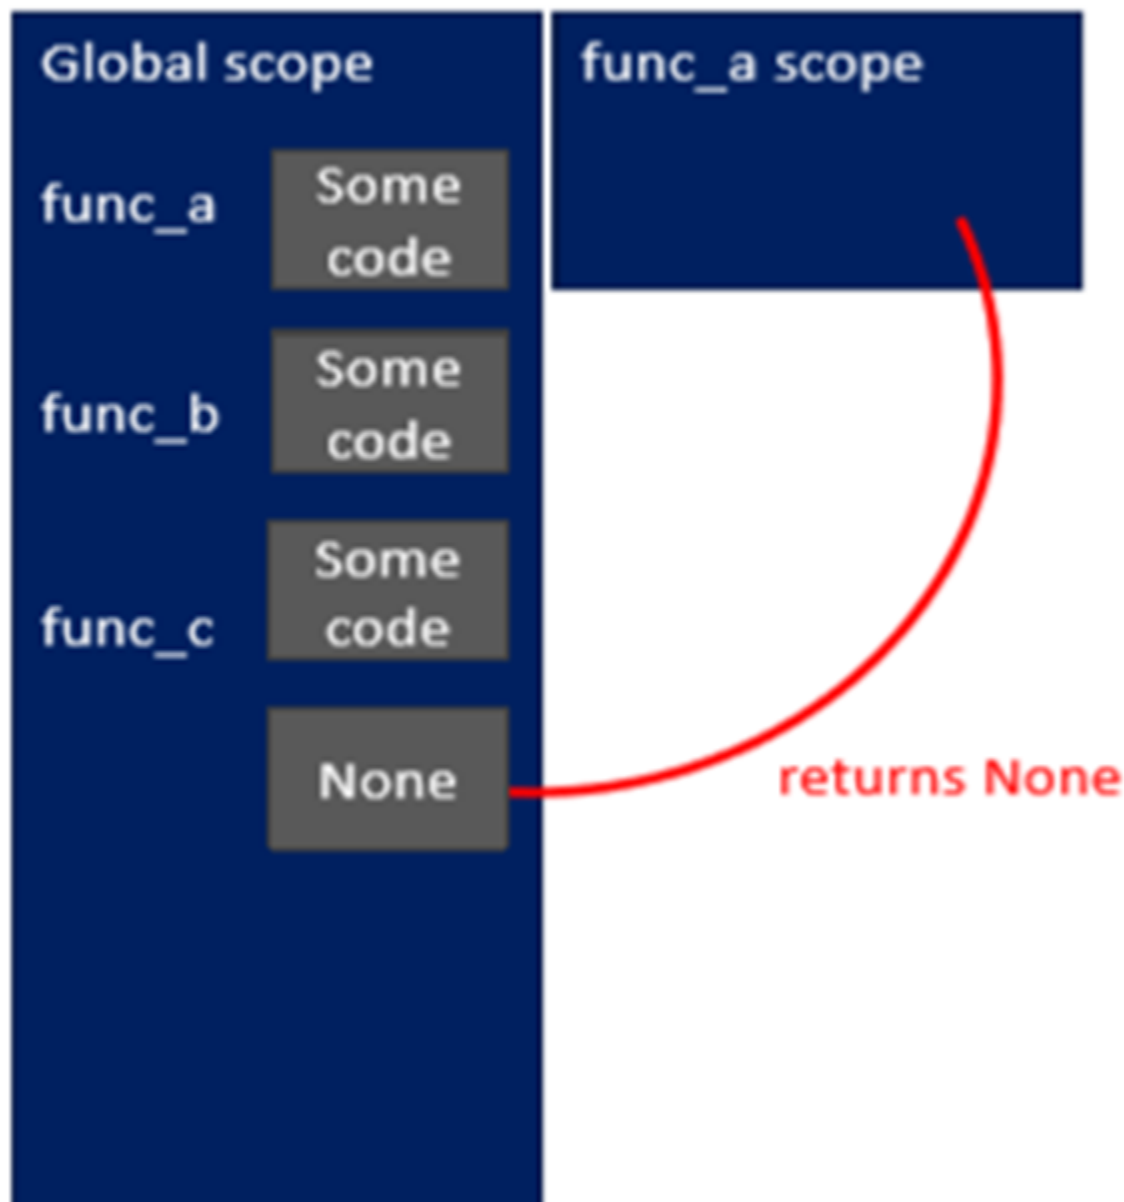 Global scope
func_a scope
func_a
Some
code
func_b
Some
code
func_c
Some
code
None
returns None